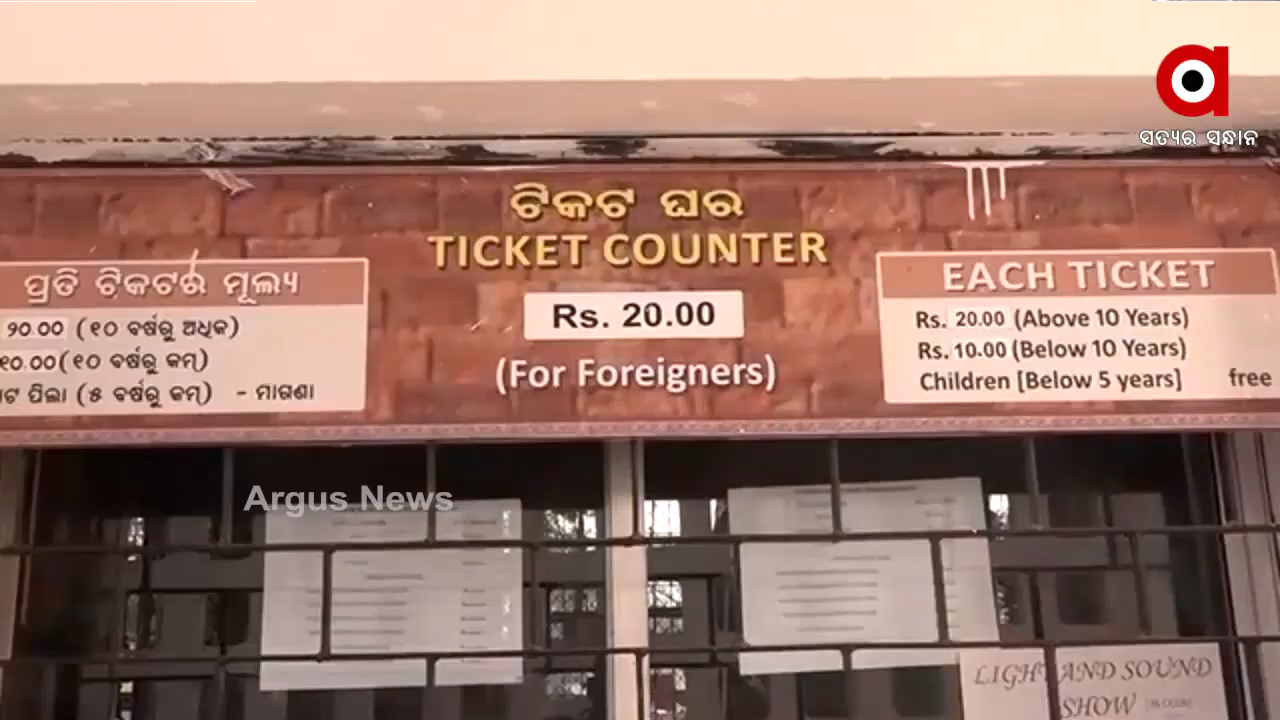 ସତ୍ୟର ସନ୍ଧାନ
ଟିକଟ ଘର
TICKET COUNTER
Rs. 20.00
(For Foreigners)
ପ୍ରତି ଟିକଟର ମୂଲ୍ୟ
୨୦.୦୦ (୧୦ ବର୍ଷରୁ ଅଧିକ)
୧୦.୦୦(୧୦ ବର୍ଷରୁ କମ୍)
ପିଲା (୫ ବର୍ଷରୁ କମ୍) - ମାଗଣା
EACH TICKET
Rs. 20.00 (Above 10 Years)
Rs. 10.00 (Below 10 Years)
Children [Below 5 years] free
Argus News
LIGHT AND SOUND
SHOW